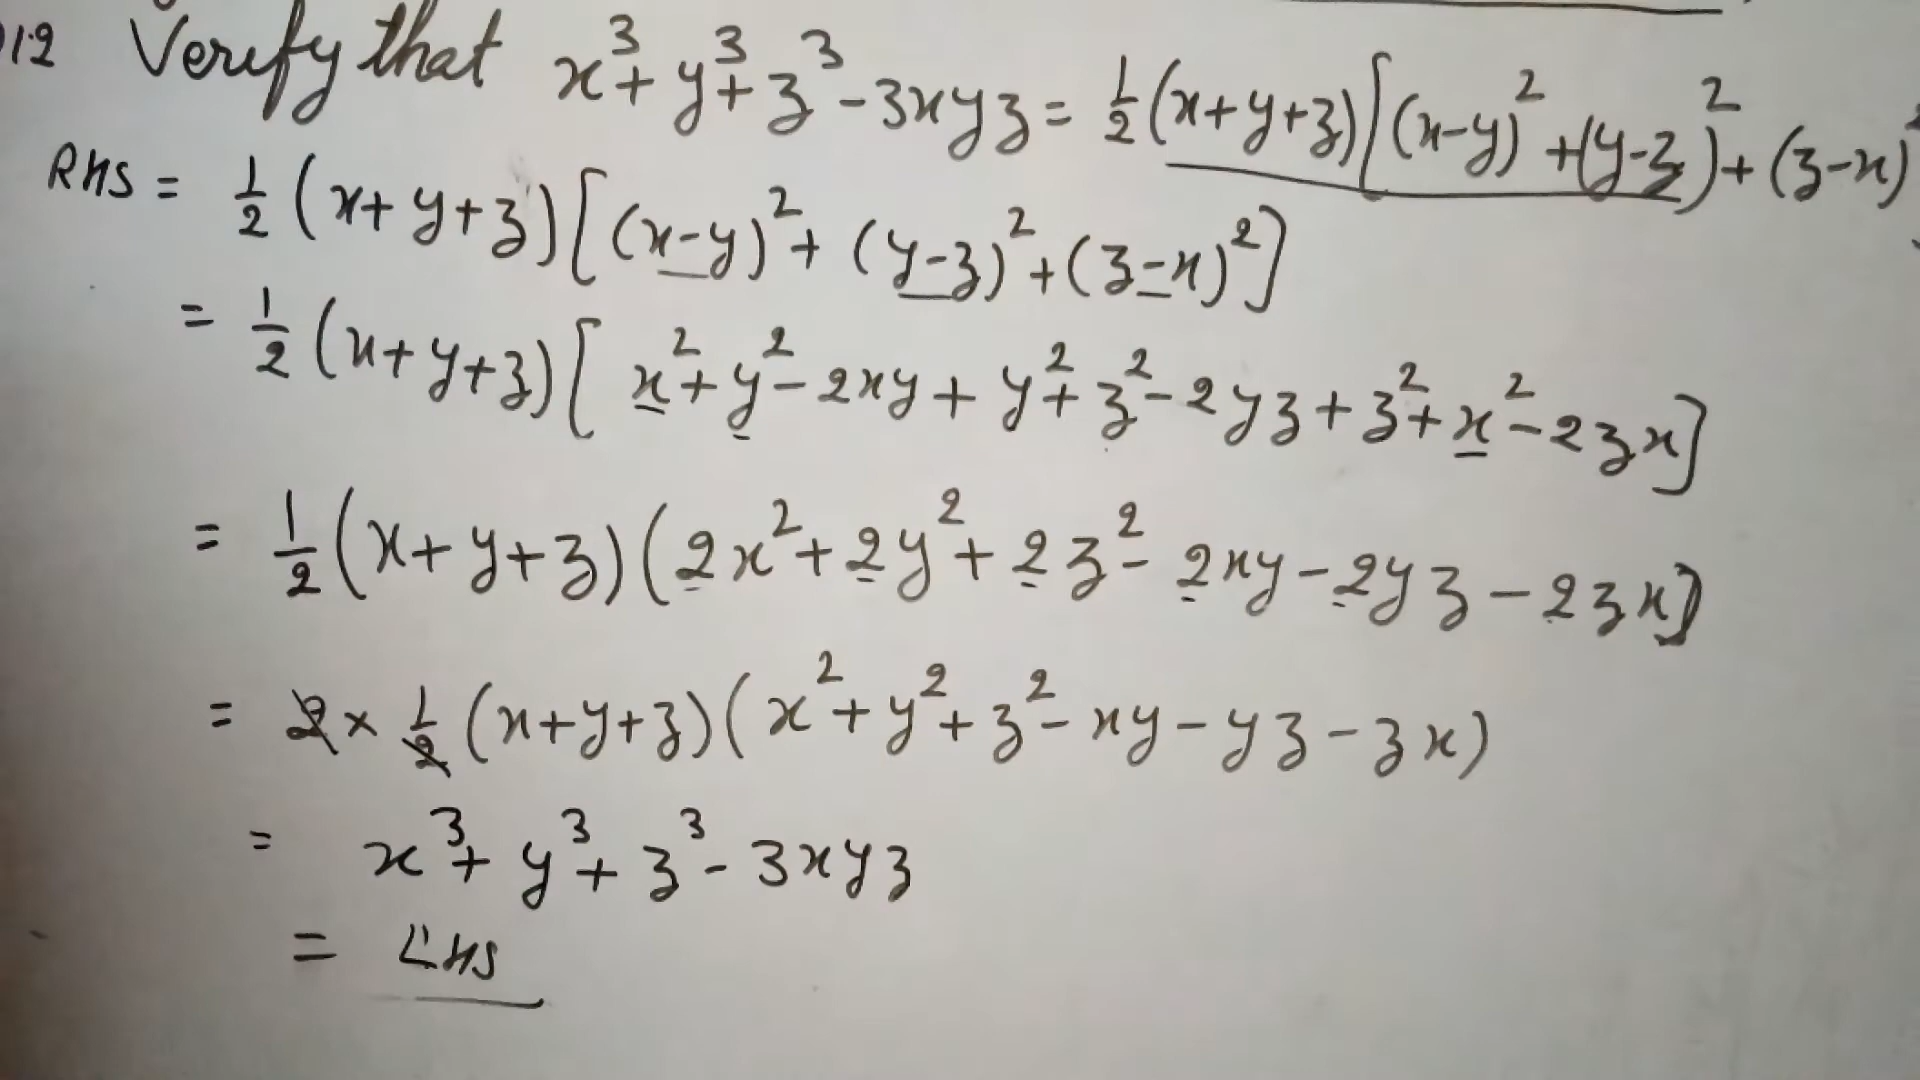 12 Verify that x³+y³+z³-3xyz = 1/2(x+y+z)[(x-y)²+(y-z)²+(z-x)²
RHS = 1/2(x+y+z)[(x-y)²+(y-z)²+(z-x)²]
= 1/2(x+y+z)[x²+y²-2xy+y²+z²-2yz+z²+x²-2zx]
= 1/2(x+y+z)(2x²+2y²+2z²-2xy-2yz-2zx)
= 2×1/2(x+y+z)(x²+y²+z²-xy-yz-zx)
= x³+y³+z³-3xyz
= LHS